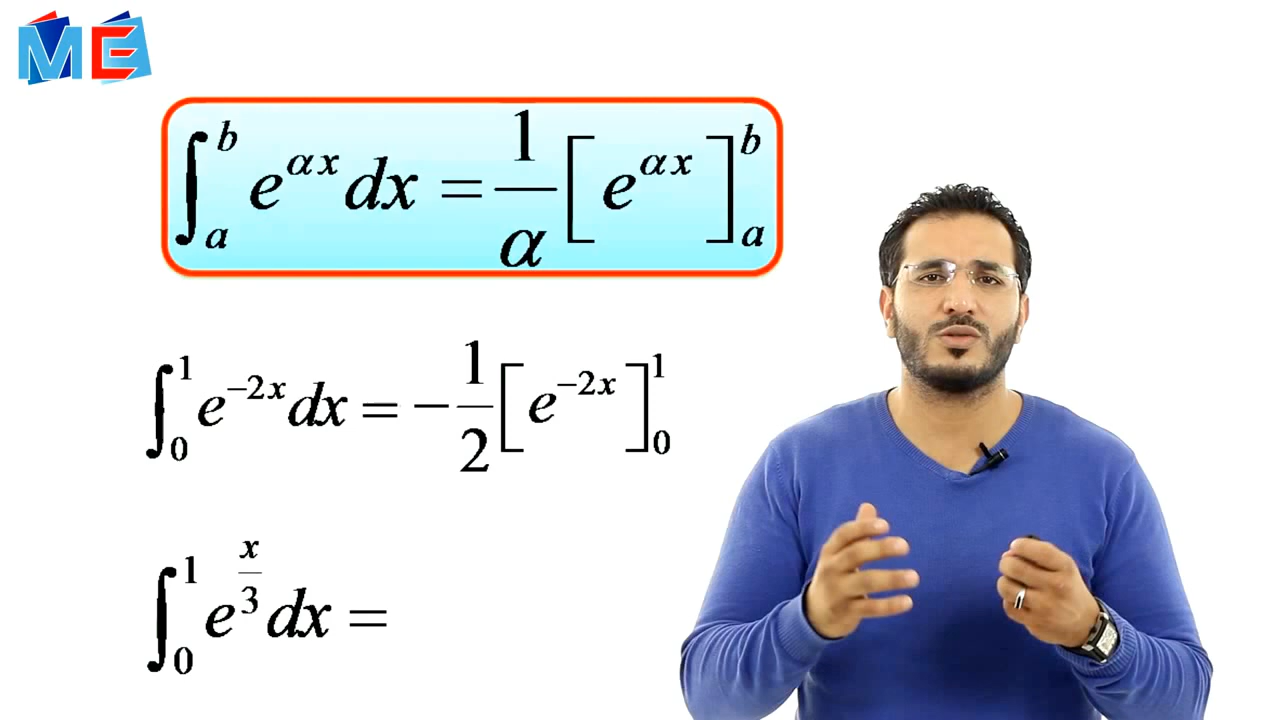 ME
∫_a^b e^{αx} dx = 1/α [e^{αx}]_a^b
∫_0^1 e^{-2x} dx = -1/2 [e^{-2x}]_0^1
∫_0^1 e^{x/3} dx =